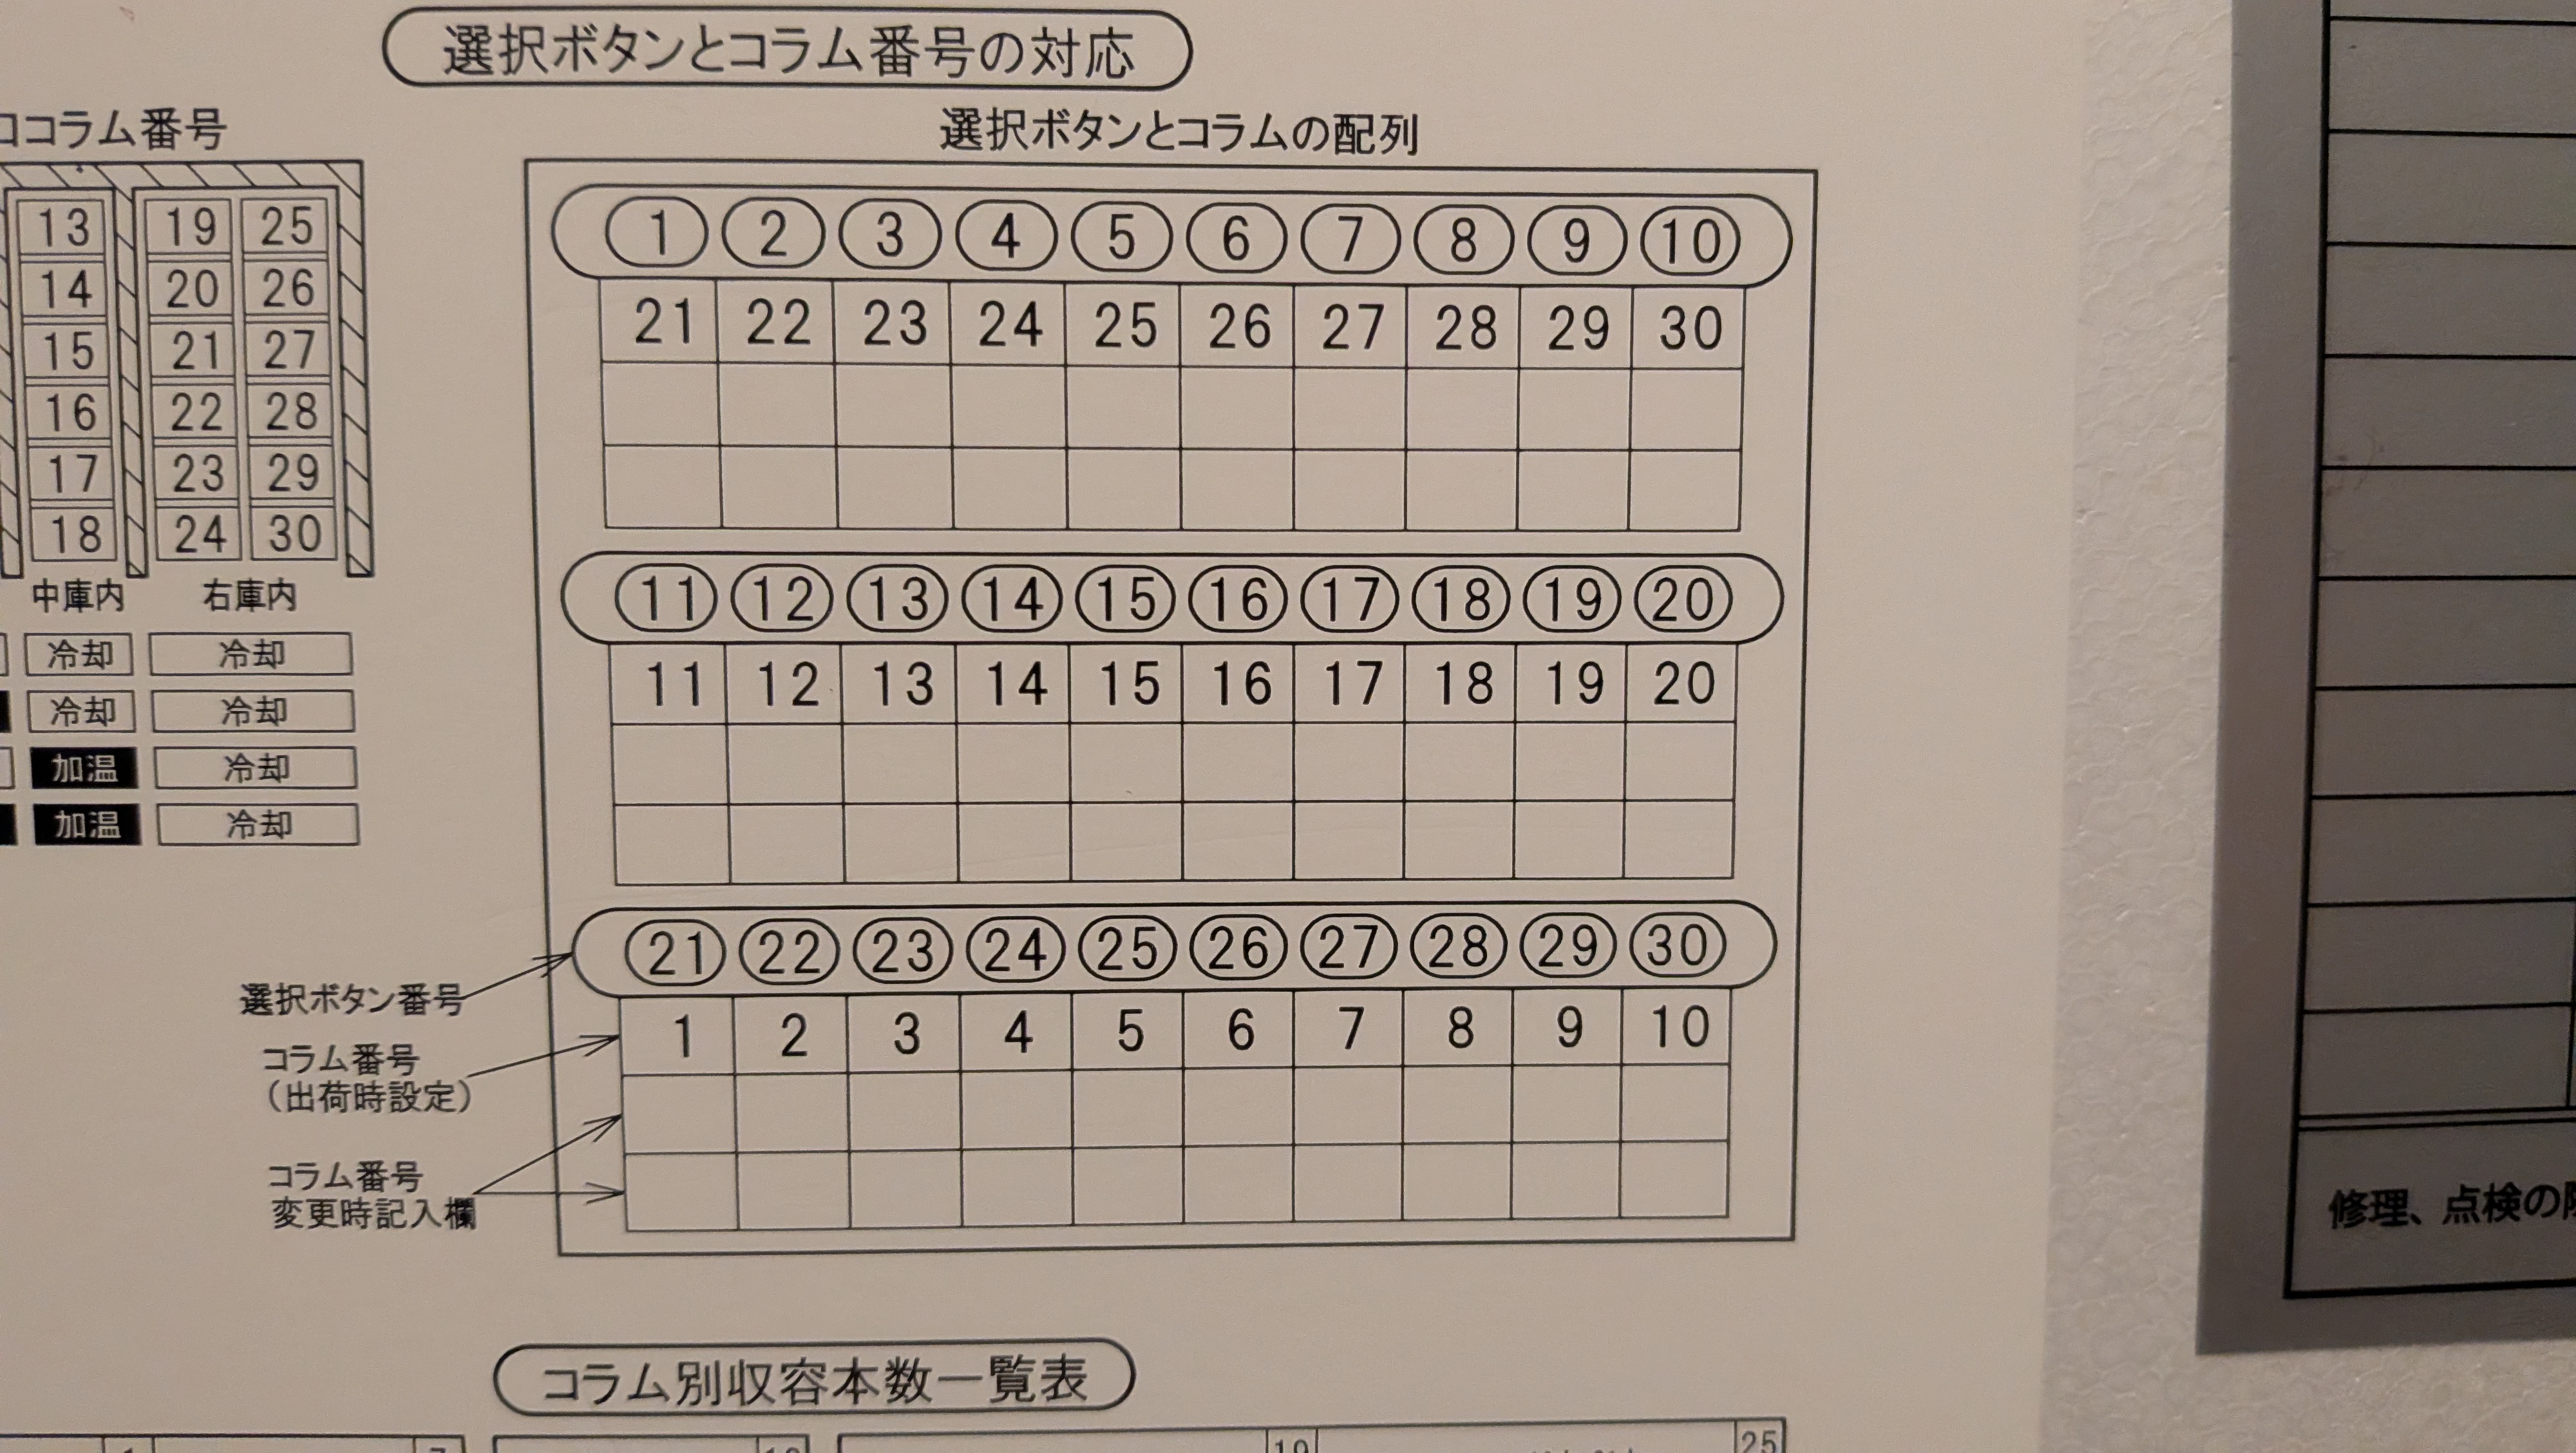 選択ボタンとコラム番号の対応
コラム番号
選択ボタンとコラムの配列
13 19 25
14 20 26
15 21 27
16 22 28
17 23 29
18 24 30
中庫内 右庫内
冷却 冷却
冷却 冷却
加温 冷却
加温 冷却
1 2 3 4 5 6 7 8 9 10
21 22 23 24 25 26 27 28 29 30
11 12 13 14 15 16 17 18 19 20
11 12 13 14 15 16 17 18 19 20
21 22 23 24 25 26 27 28 29 30
1 2 3 4 5 6 7 8 9 10
選択ボタン番号
コラム番号
（出荷時設定）
コラム番号
変更時記入欄
コラム別収容本数一覧表
19 25
修理、点検の